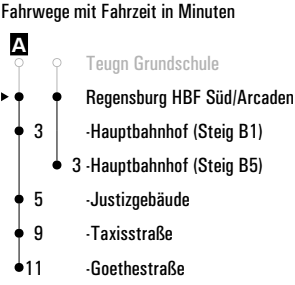 Fahrwege mit Fahrzeit in Minuten
A
Teugn Grundschule
Regensburg HBF Süd/Arcaden
3 -Hauptbahnhof (Steig B1)
3 -Hauptbahnhof (Steig B5)
5 -Justizgebäude
9 -Taxisstraße
11 -Goethestraße